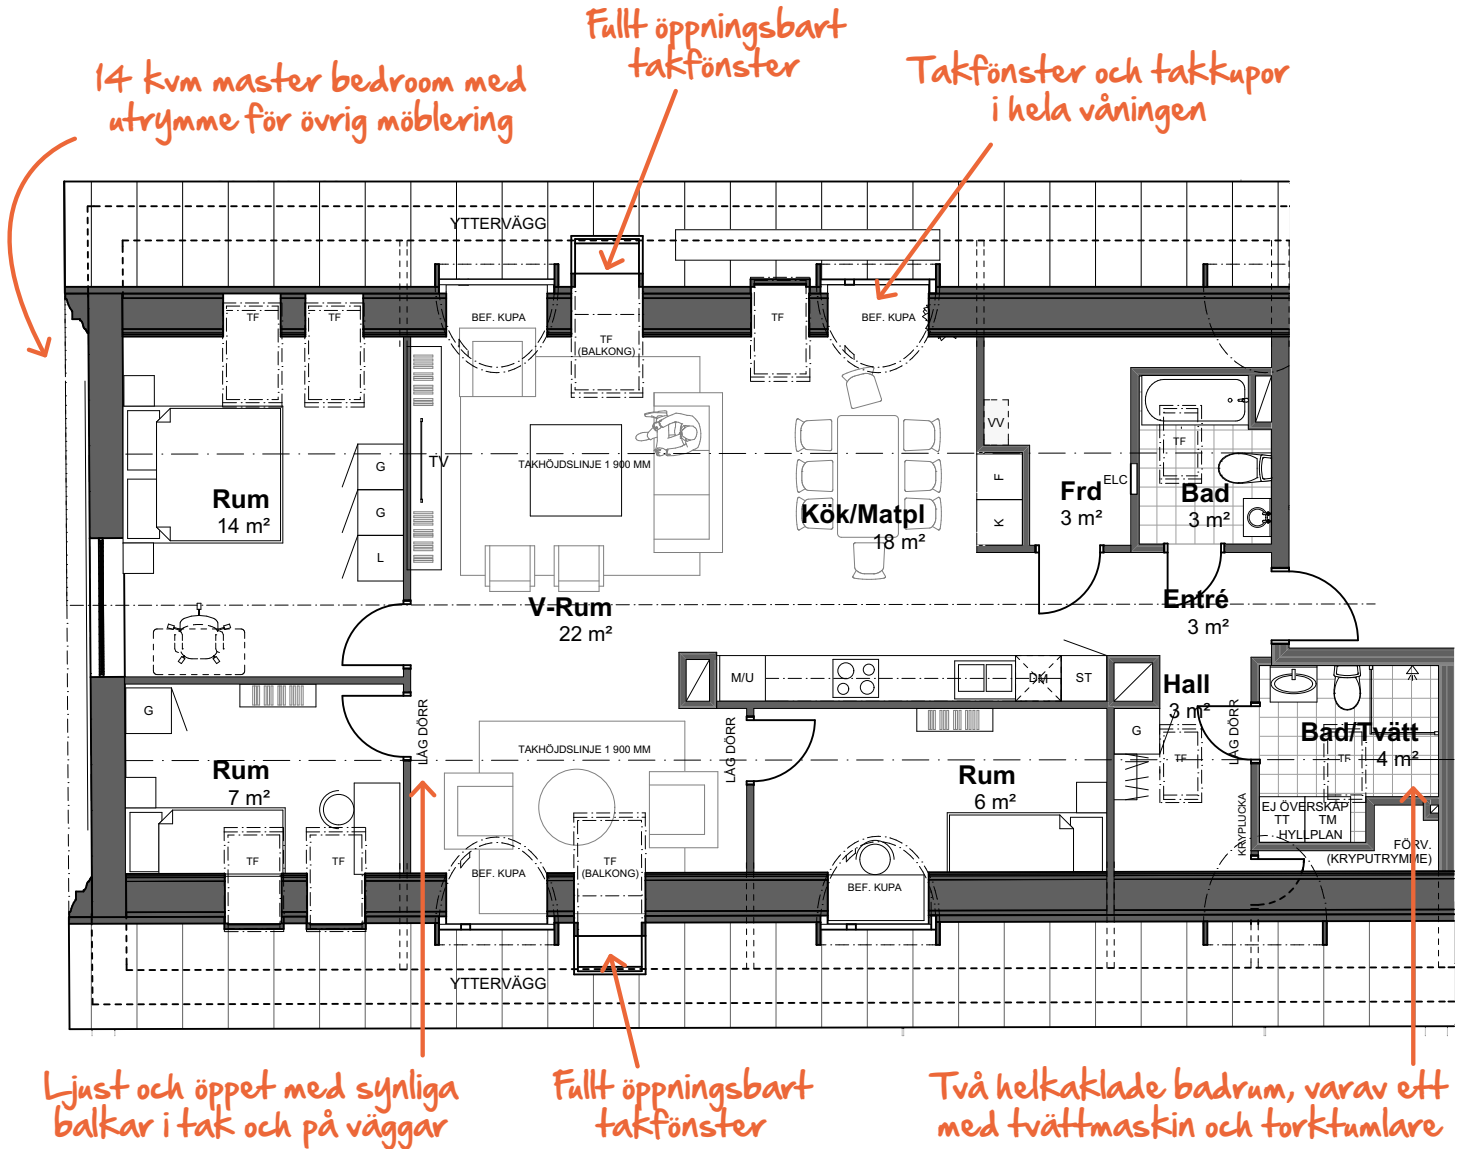 Fullt öppningsbart
takfönster
14 kvm master bedroom med
utrymme för övrig möblering
Takfönster och takkupor
i hela våningen
YTTERVÄGG
TF
TF
BEF. KUPA
TF
(BALKONG)
TF
BEF. KUPA
VV
TF
TV
TAKHÖJDSLINJE 1 900 MM
G
G
L
F
K
ELC
Rum
14 m²
Kök/Matpl
18 m²
Frd
3 m²
Bad
3 m²
V-Rum
22 m²
Entré
3 m²
M/U
DM
ST
Hall
3 m²
G
LÅG DÖRR
LÅG DÖRR
G
LÅG DÖRR
TAKHÖJDSLINJE 1 900 MM
Bad/Tvätt
4 m²
TF
TF
Rum
7 m²
Rum
6 m²
KRYPLUCKA
EJ ÖVERSKÅP
TT TM
HYLLPLAN
FÖRV.
(KRYPUTRYMME)
TF
TF
BEF. KUPA
TF
(BALKONG)
BEF. KUPA
YTTERVÄGG
Ljust och öppet med synliga
balkar i tak och på väggar
Fullt öppningsbart
takfönster
Två helkaklade badrum, varav ett
med tvättmaskin och torktumlare